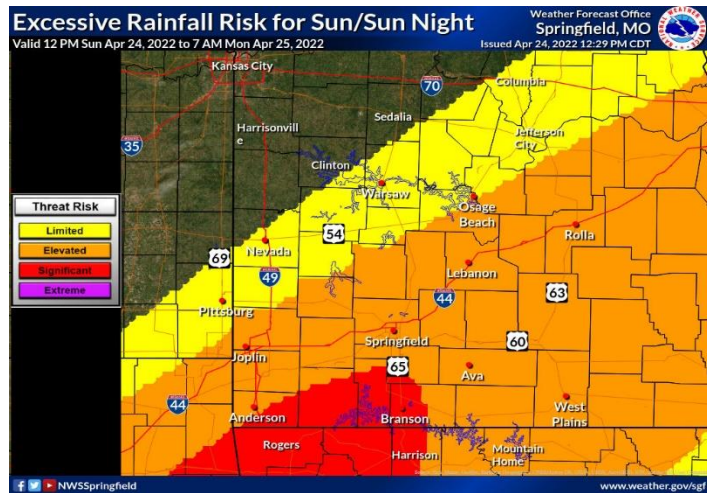 Excessive Rainfall Risk for Sun/Sun Night
Valid 12 PM Sun Apr 24, 2022 to 7 AM Mon Apr 25, 2022
Weather Forecast Office
Springfield, MO
Issued Apr 24, 2022 12:29 PM CDT
NATIONAL WEATHER SERVICE
Kansas City
70
Columbia
Sedalia
35
Harrisonvill
e
Jefferson
City
Clinton
Warsaw
Threat Risk
Limited
Elevated
Significant
Extreme
Osage
Beach
Rolla
54
Nevada
69
49
Lebanon
63
Pittsburg
44
Springfield
60
Joplin
65
Ava
44
Anderson
Branson
West
Plains
Rogers
Harrison
Mountain
Home
NWSSpringfield
www.weather.gov/sgf